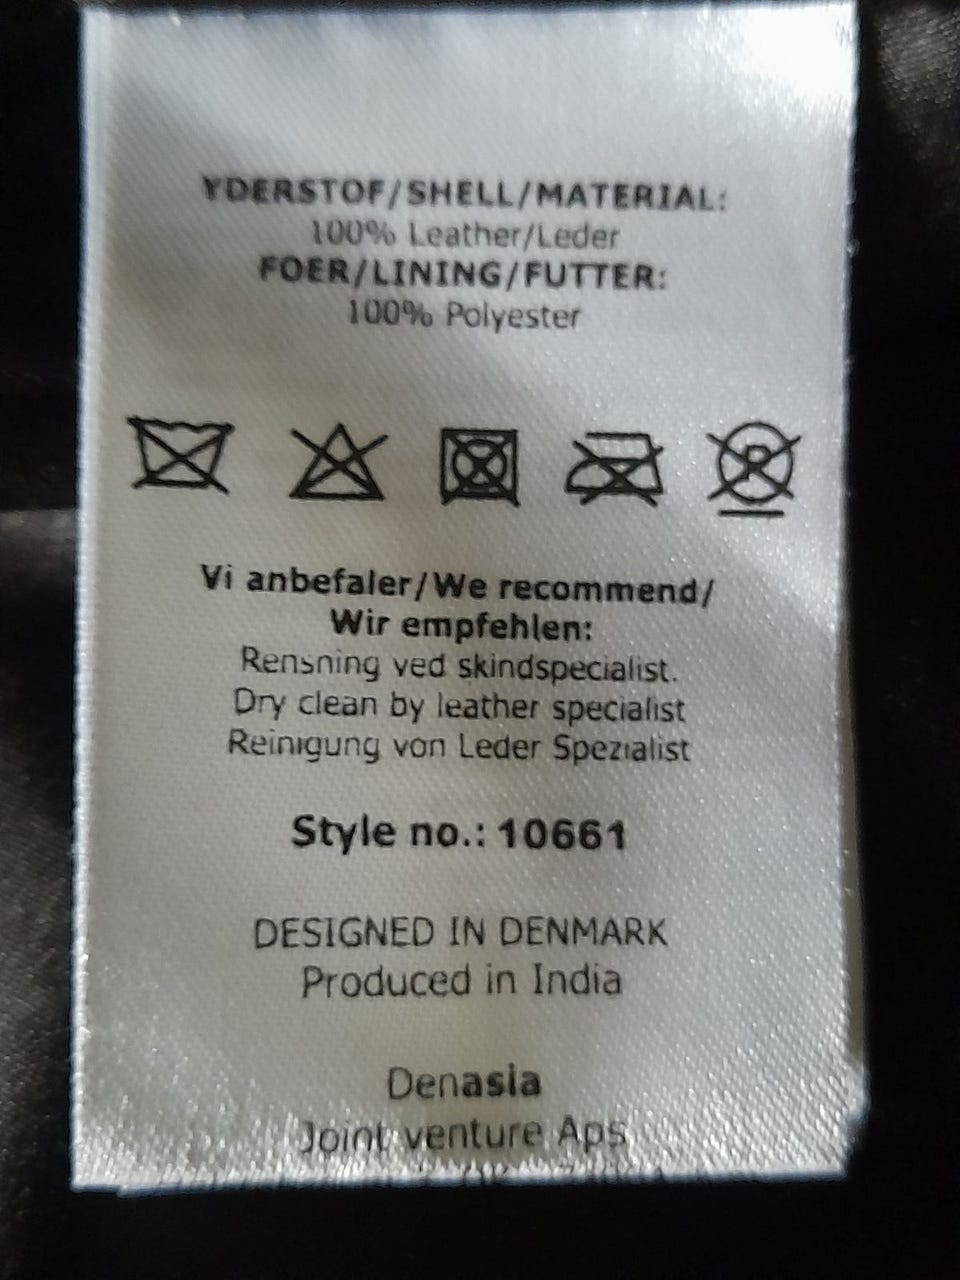 YDERSTOF/SHELL/MATERIAL:
100% Leather/Leder
FOER/LINING/FUTTER:
100% Polyester
P
Vi anbefaler/We recommend/
Wir empfehlen:
Rensning ved skindspecialist.
Dry clean by leather specialist
Reinigung von Leder Spezialist
Style no.: 10661
DESIGNED IN DENMARK
Produced in India
Denasia
Joint venture Aps